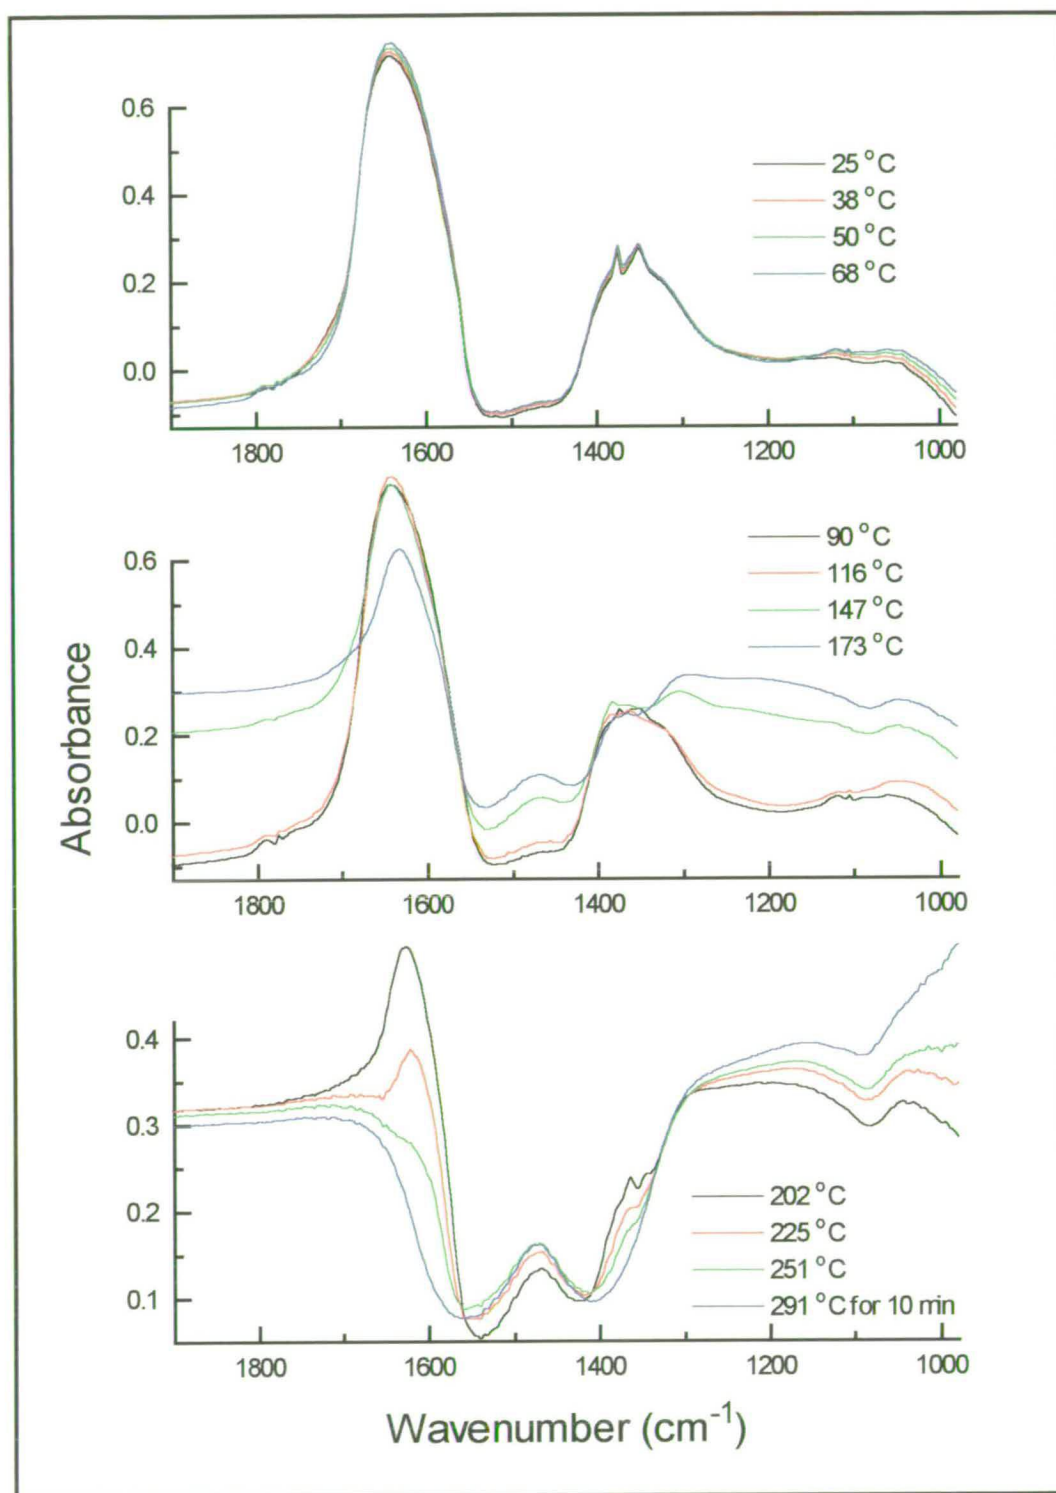 0.6
0.4
0.2
0.0
25 °C
38 °C
50 °C
68 °C
1800 1600 1400 1200 1000
0.6
0.4
0.2
0.0
90 °C
116 °C
147 °C
173 °C
1800 1600 1400 1200 1000
Absorbance
0.4
0.3
0.2
0.1
202 °C
225 °C
251 °C
291 °C for 10 min
1800 1600 1400 1200 1000
Wavenumber (cm⁻¹)